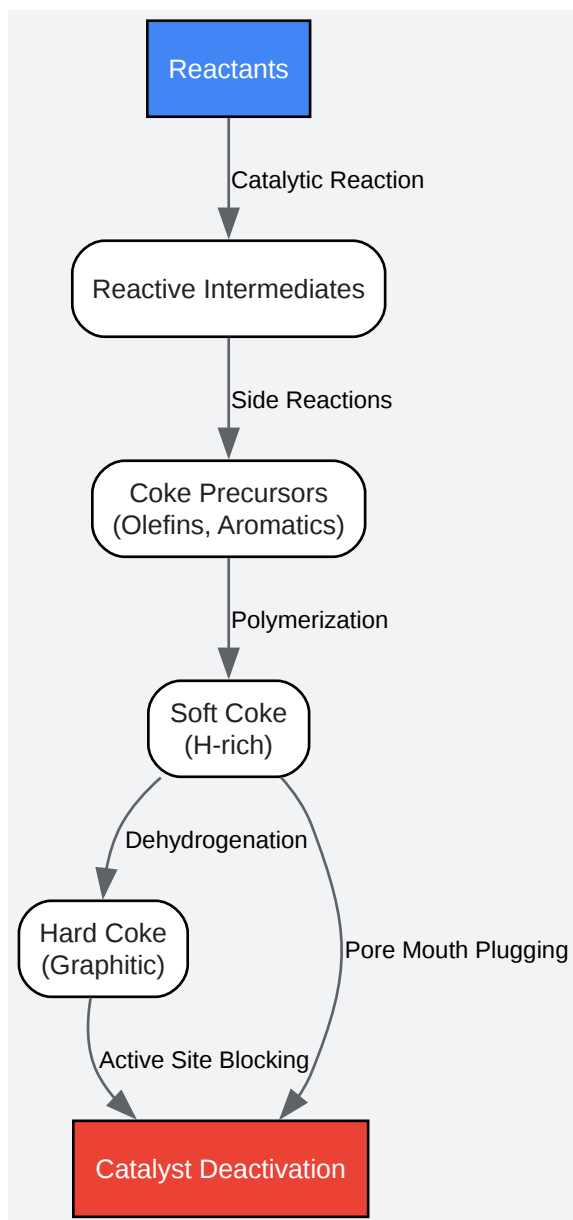 Reactants
Catalytic Reaction
Reactive Intermediates
Side Reactions
Coke Precursors
(Olefins, Aromatics)
Polymerization
Soft Coke
(H-rich)
Dehydrogenation
Hard Coke
(Graphitic)
Pore Mouth Plugging
Active Site Blocking
Catalyst Deactivation